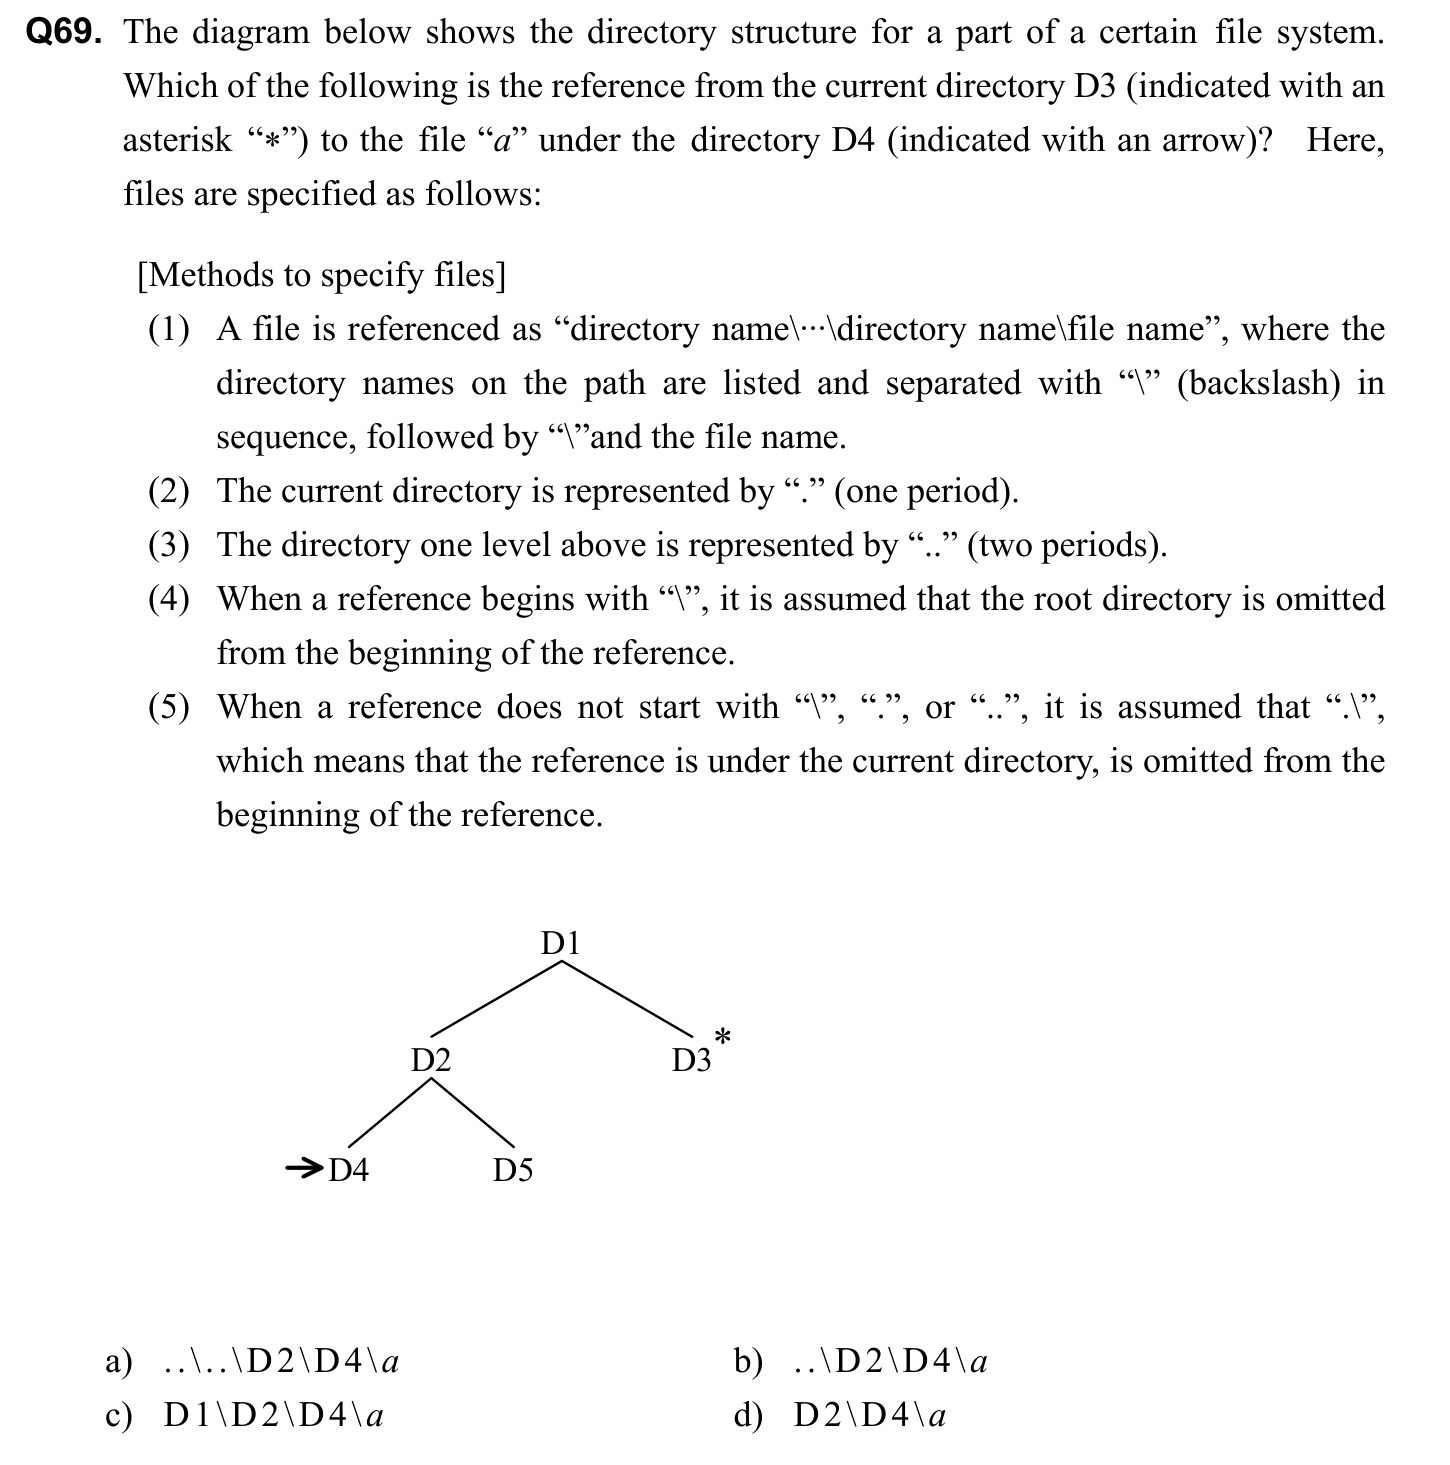 Q69. The diagram below shows the directory structure for a part of a certain file system.
Which of the following is the reference from the current directory D3 (indicated with an
asterisk “*”) to the file “a” under the directory D4 (indicated with an arrow)? Here,
files are specified as follows:
[Methods to specify files]
(1) A file is referenced as “directory name\···\directory name\file name”, where the
directory names on the path are listed and separated with “\” (backslash) in
sequence, followed by “\”and the file name.
(2) The current directory is represented by “.” (one period).
(3) The directory one level above is represented by “..” (two periods).
(4) When a reference begins with “\”, it is assumed that the root directory is omitted
from the beginning of the reference.
(5) When a reference does not start with “\”, “.”, or “..”, it is assumed that “.\”,
which means that the reference is under the current directory, is omitted from the
beginning of the reference.
D1
D2 D3*
→D4 D5
a) ..\..\D2\D4\a b) ..\D2\D4\a
c) D1\D2\D4\a d) D2\D4\a